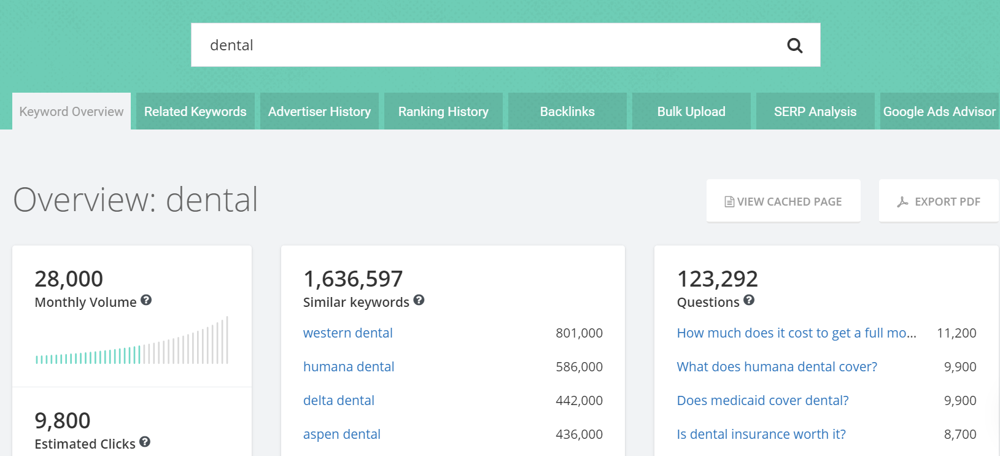 dental
Keyword Overview
Related Keywords
Advertiser History
Ranking History
Backlinks
Bulk Upload
SERP Analysis
Google Ads Advisor
Overview: dental
VIEW CACHED PAGE
EXPORT PDF
28,000
Monthly Volume ?
9,800
Estimated Clicks ?
1,636,597
Similar keywords ?
western dental 801,000
humana dental 586,000
delta dental 442,000
aspen dental 436,000
123,292
Questions ?
How much does it cost to get a full mo... 11,200
What does humana dental cover? 9,900
Does medicaid cover dental? 9,900
Is dental insurance worth it? 8,700